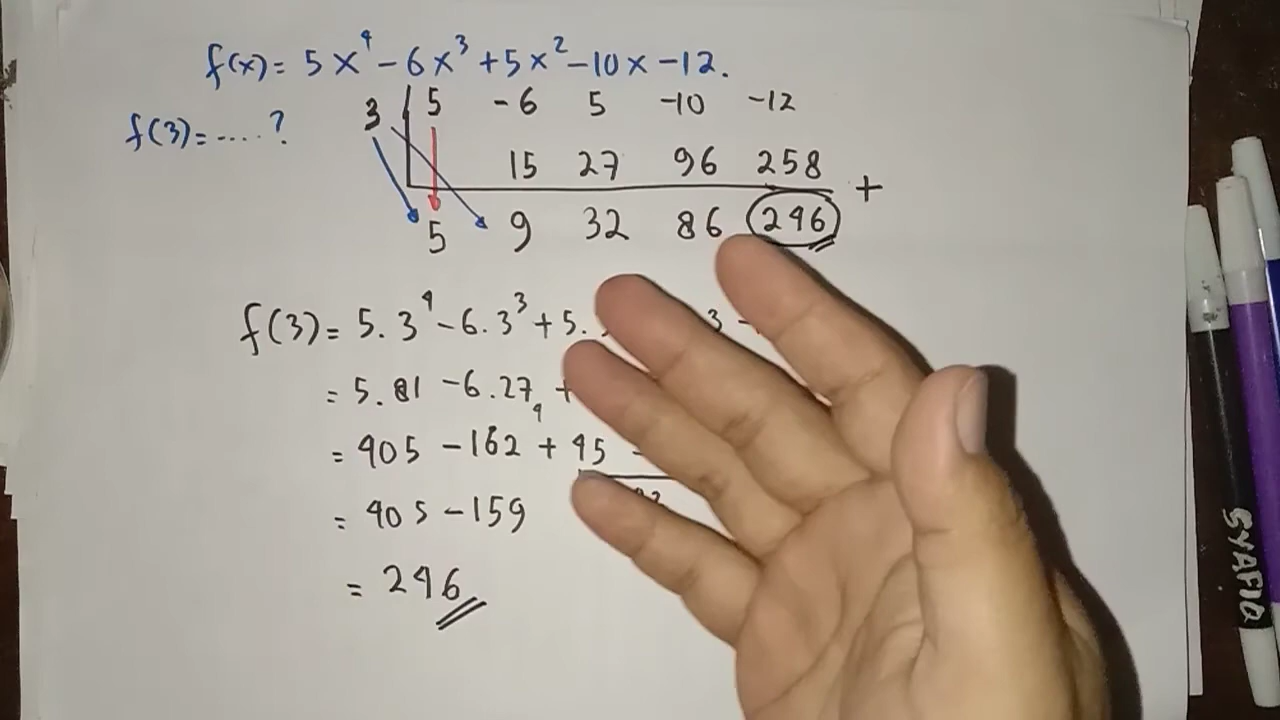 f(x) = 5x⁴ - 6x³ + 5x² - 10x - 12.
3 | 5 -6 5 -10 -12
f(3) = ....?
15 27 96 258 +
5 9 32 86 246
f(3) = 5.3⁴ - 6.3³ + 5. 3 -
= 5.81 - 6.27 +
= 405 - 162 + 45 -
= 405 - 159
= 246
SYAFIQ